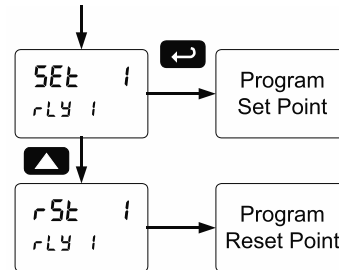 SEt 1
rLY 1
Program
Set Point
rSt 1
rLY 1
Program
Reset Point